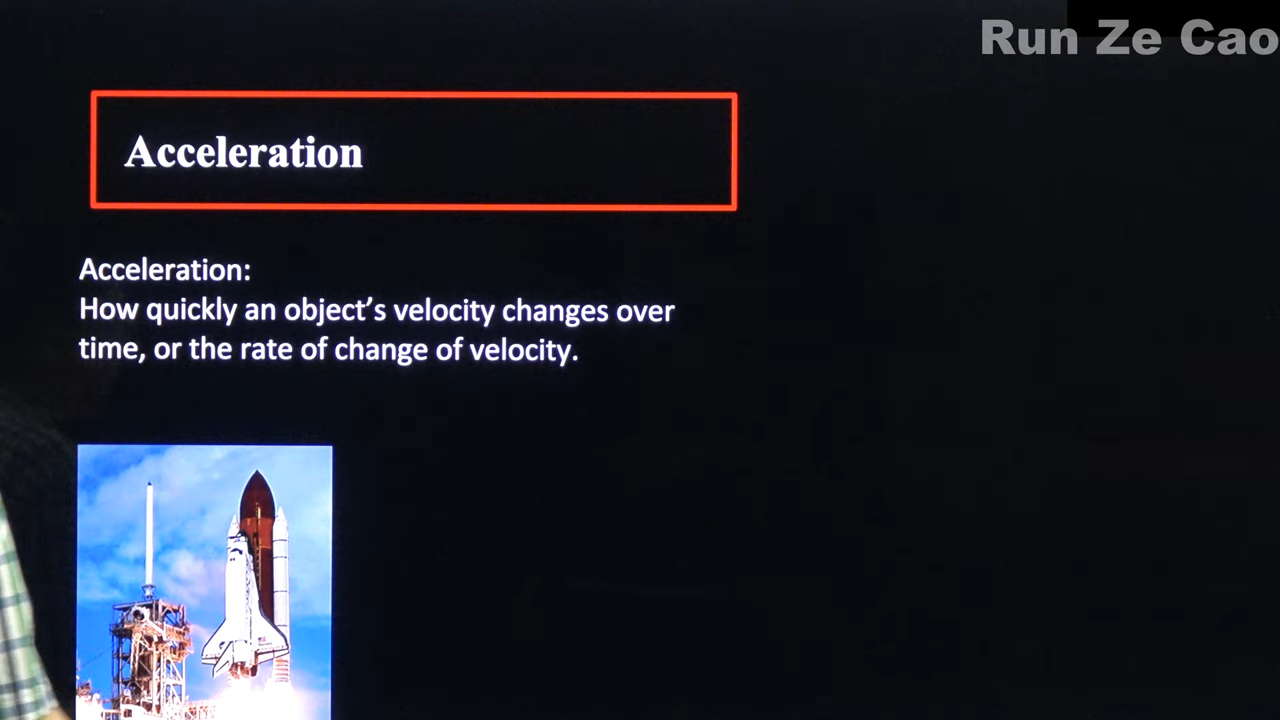 Run Ze Cao
Acceleration
Acceleration:
How quickly an object’s velocity changes over
time, or the rate of change of velocity.